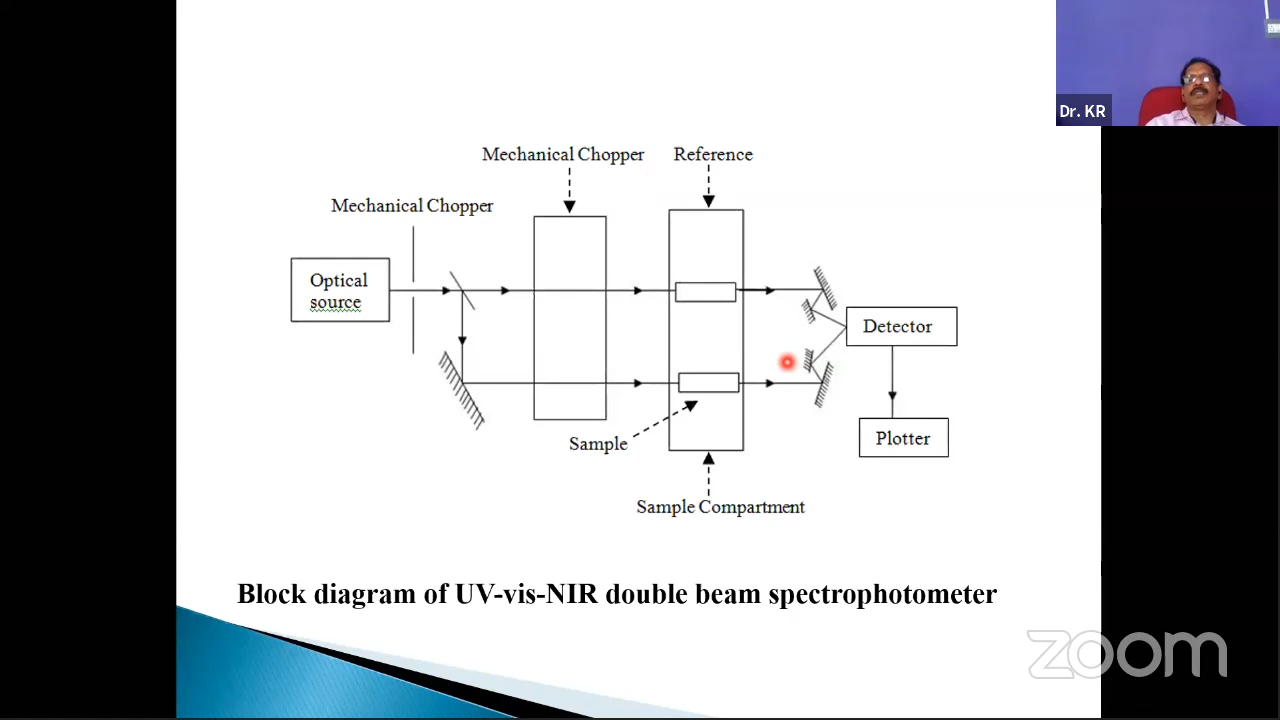 Dr. KR
Mechanical Chopper
Reference
Mechanical Chopper
Optical
source
Detector
Plotter
Sample
Sample Compartment
Block diagram of UV-vis-NIR double beam spectrophotometer
zoom